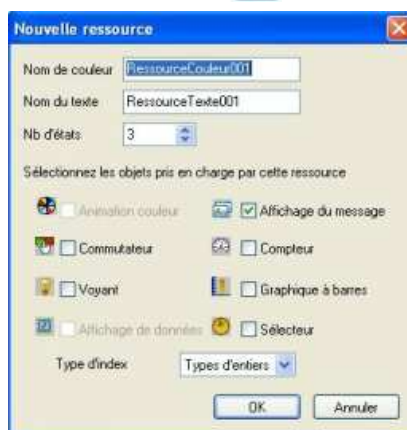 Nouvelle ressource
Nom de couleur RessourceCouleur001
Nom du texte RessourceTexte001
Nb d'états 3
Sélectionnez les objets pris en charge par cette ressource
Animation couleur Affichage du message
Commutateur Compteur
Voyant Graphique à barres
Affichage de données Sélecteur
Type d'index Types d'entiers
OK Annuler